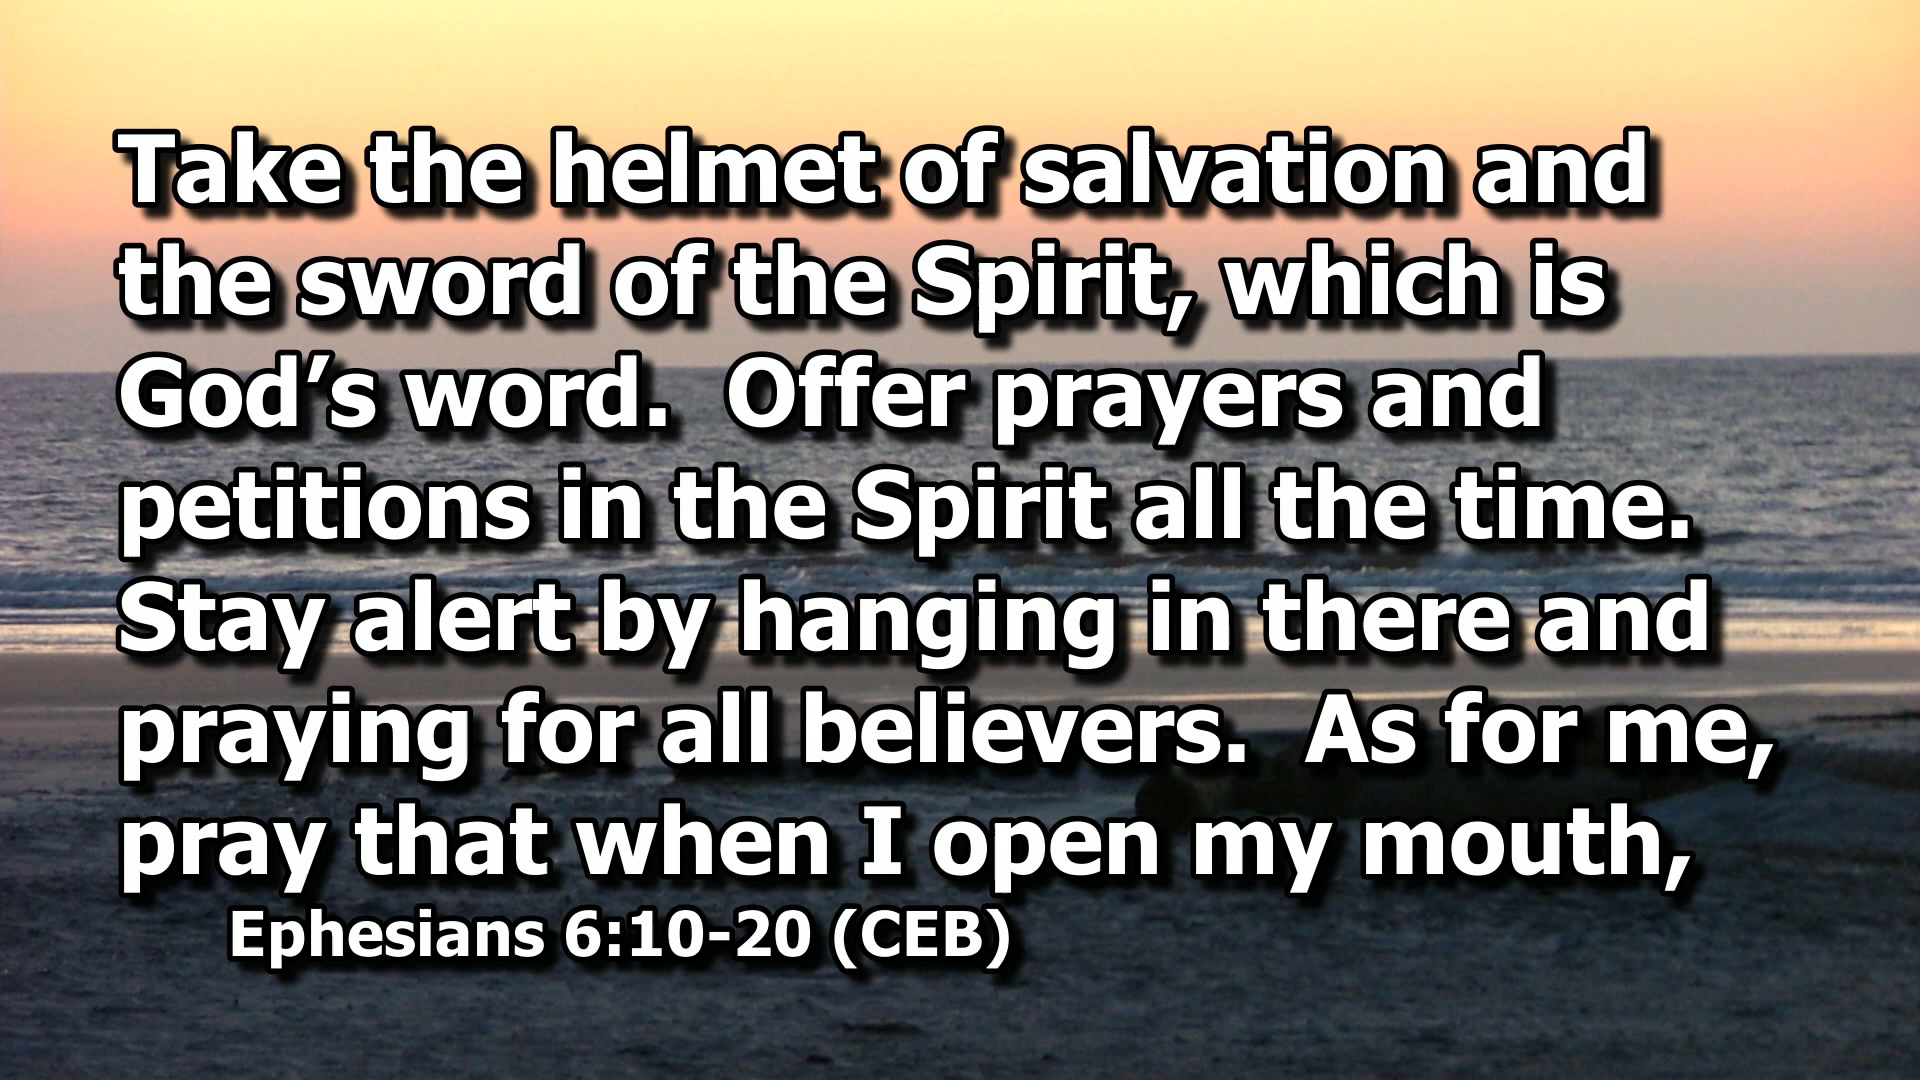 Take the helmet of salvation and
the sword of the Spirit, which is
God’s word.  Offer prayers and
petitions in the Spirit all the time.
Stay alert by hanging in there and
praying for all believers.  As for me,
pray that when I open my mouth,
Ephesians 6:10-20 (CEB)